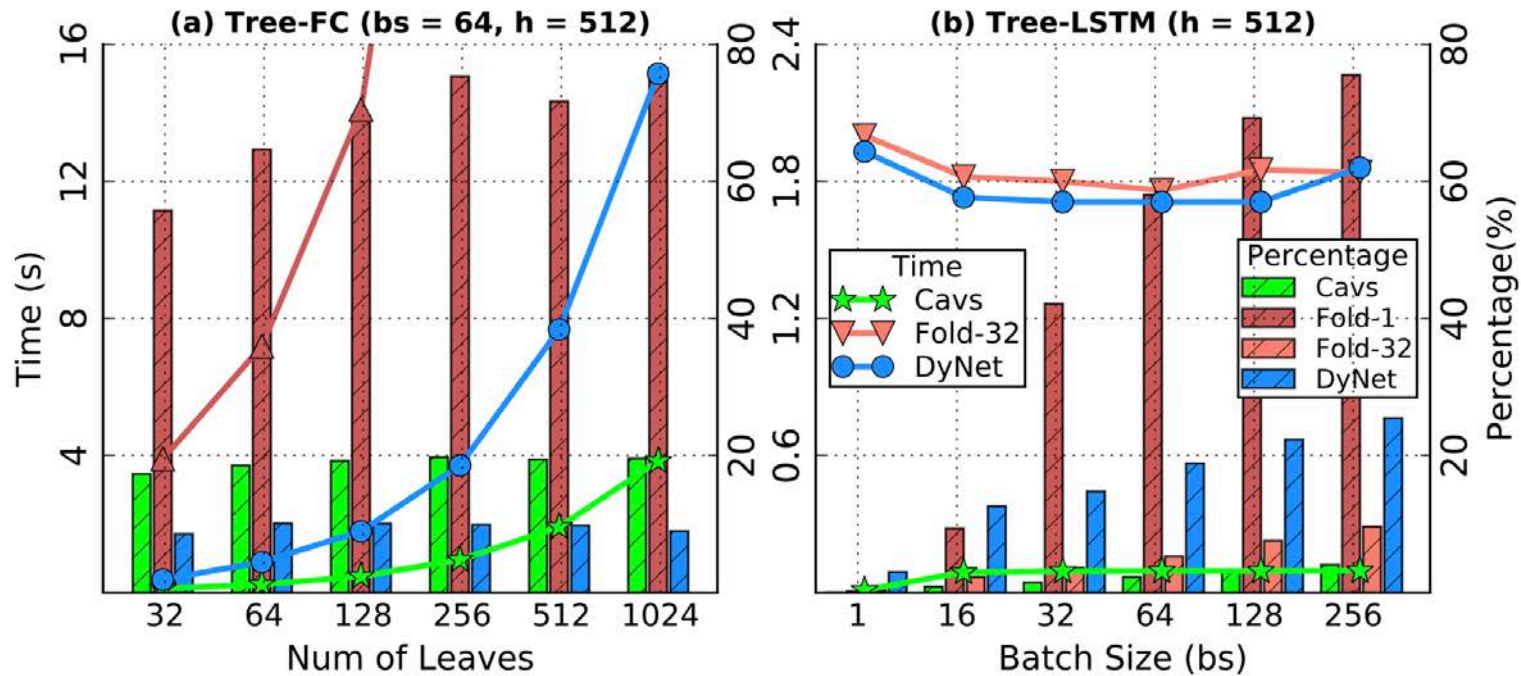 (a) Tree-FC (bs = 64, h = 512)
16
12
8
4
Time (s)
80
60
40
20
32 64 128 256 512 1024
Num of Leaves
(b) Tree-LSTM (h = 512)
2.4
1.8
1.2
0.6
80
60
40
20
Percentage(%)
Time
Cavs
Fold-32
DyNet
Percentage
Cavs
Fold-1
Fold-32
DyNet
1 16 32 64 128 256
Batch Size (bs)